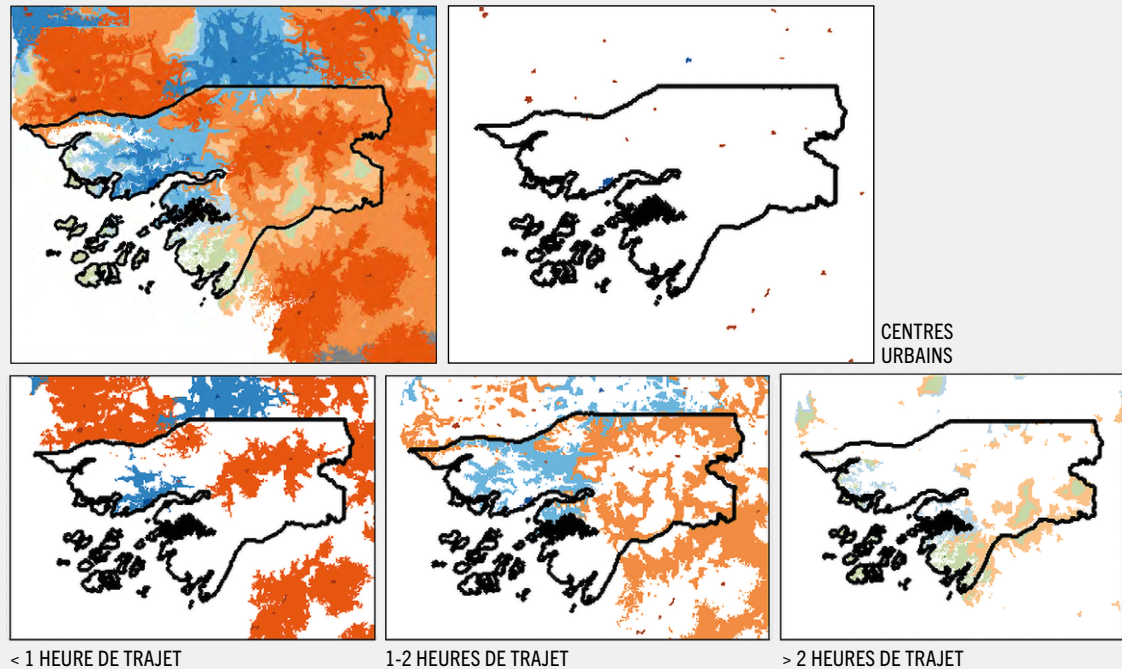 CENTRES
URBAINS
< 1 HEURE DE TRAJET
1-2 HEURES DE TRAJET
> 2 HEURES DE TRAJET